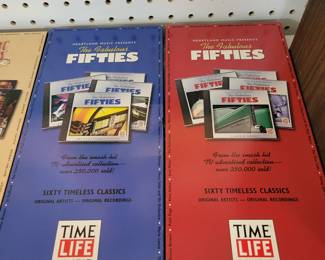 HEARTLAND MUSIC PRESENTS
The Fabulous
FIFTIES
FIFTIES
From the smash hit
TV-advertised collection—
over 250,000 sold!
SIXTY TIMELESS CLASSICS
ORIGINAL ARTISTS — ORIGINAL RECORDINGS
TIME
LIFE
HEARTLAND MUSIC PRESENTS
The Fabulous
FIFTIES
FIFTIES
From the smash hit
TV-advertised collection—
over 250,000 sold!
SIXTY TIMELESS CLASSICS
ORIGINAL ARTISTS — ORIGINAL RECORDINGS
TIME
LIFE